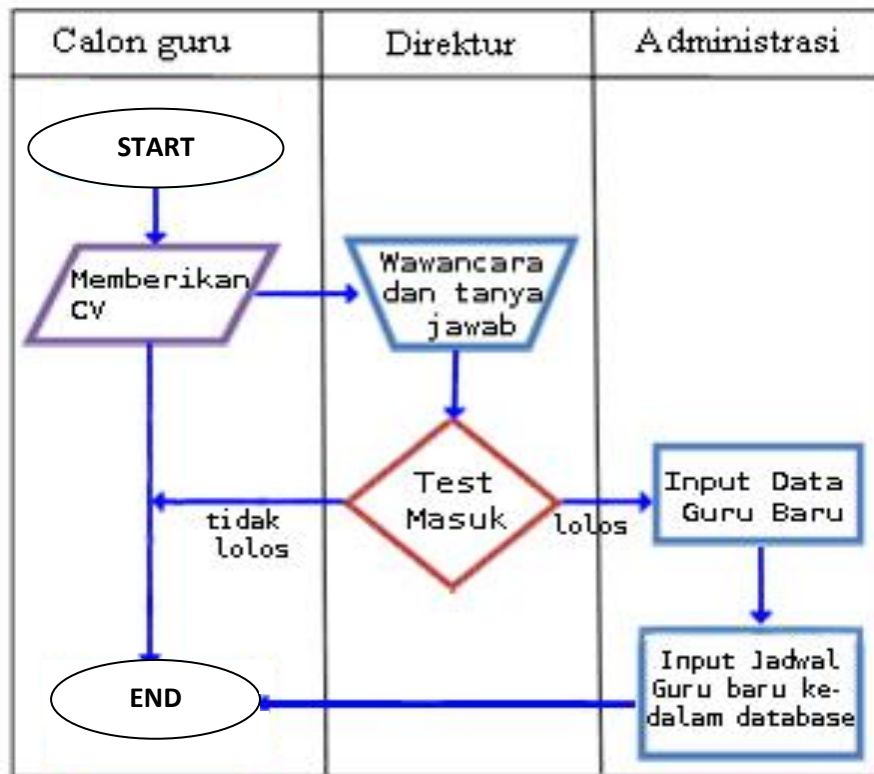 Calon guru
Direktur
Administrasi
START
Memberikan
CV
Wawancara
dan tanya
jawab
Test
Masuk
tidak
lolos
lolos
Input Data
Guru Baru
Input Jadwal
Guru baru ke-
dalam database
END